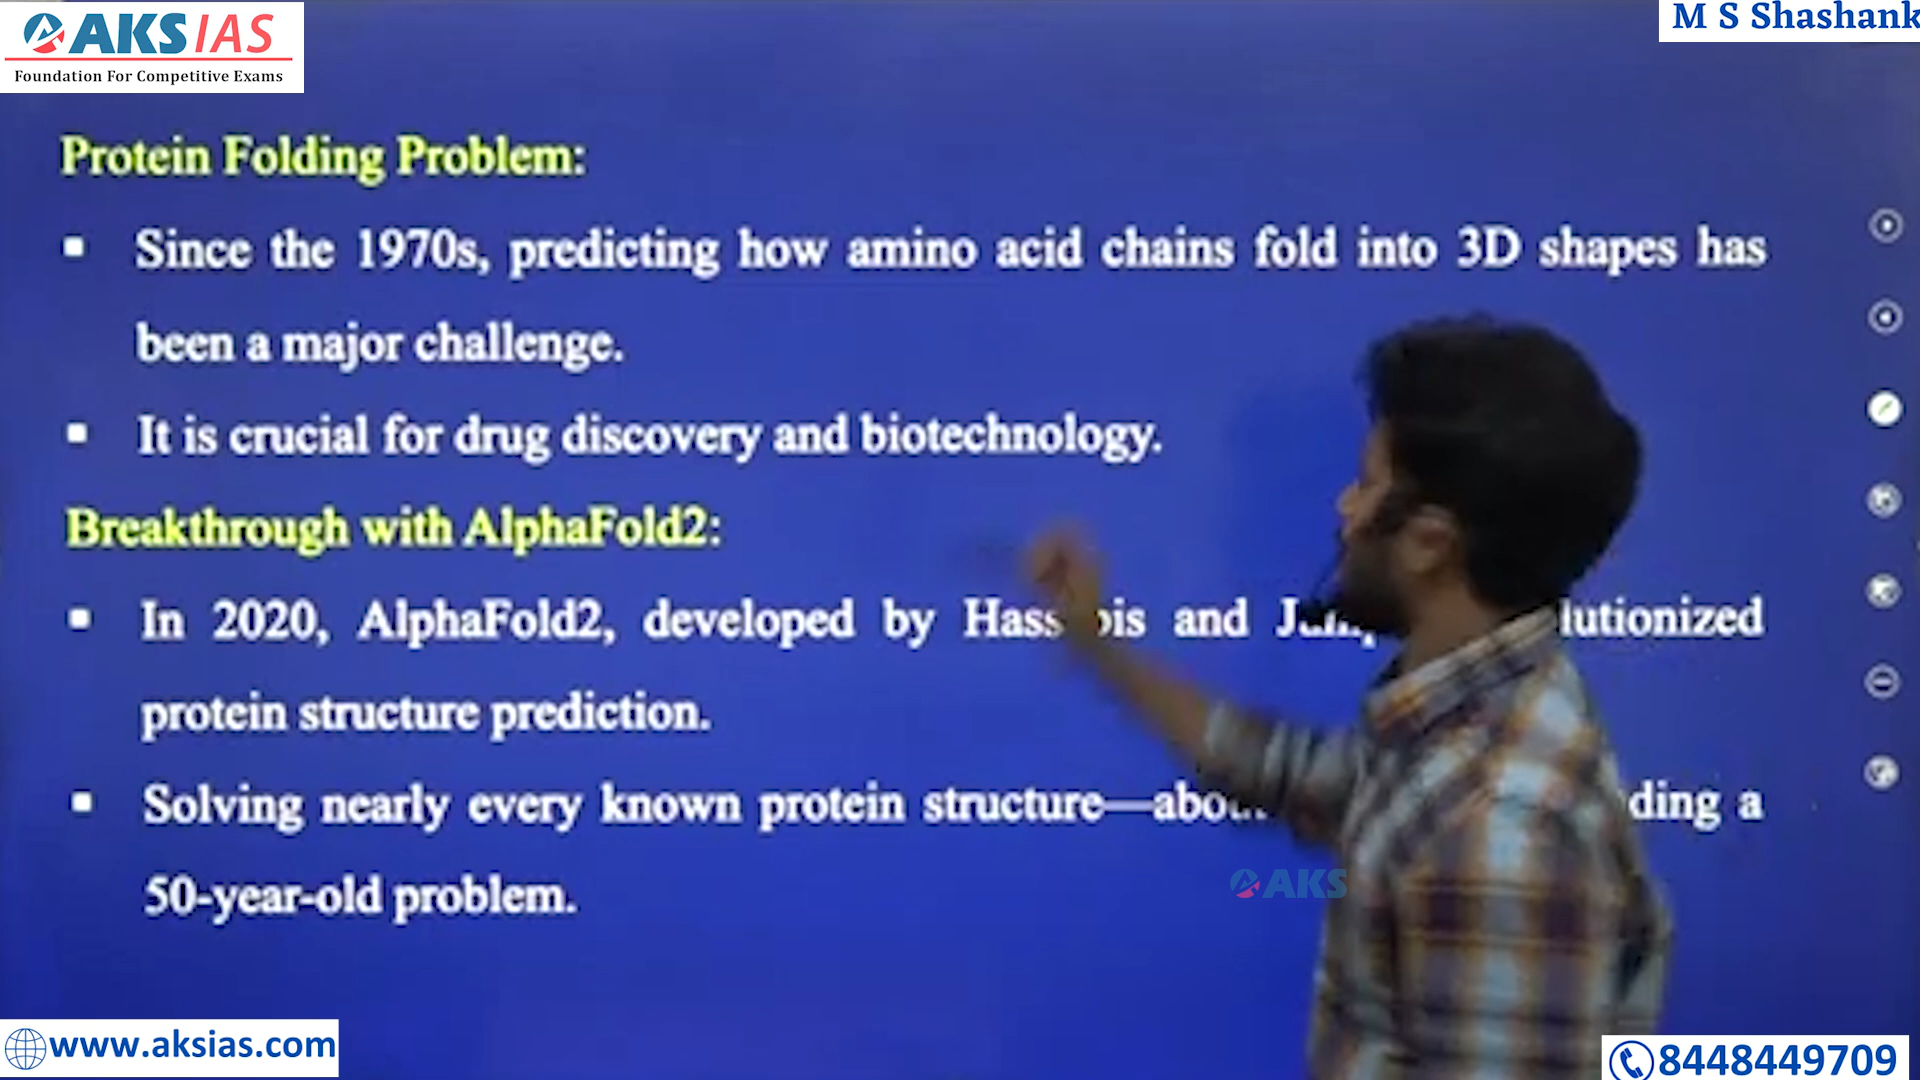 AKS IAS
Foundation For Competitive Exams
M S Shashank
Protein Folding Problem:
▪ Since the 1970s, predicting how amino acid chains fold into 3D shapes has
been a major challenge.
▪ It is crucial for drug discovery and biotechnology.
Breakthrough with AlphaFold2:
▪ In 2020, AlphaFold2, developed by and
protein structure prediction.
▪ Solving nearly every known protein structure— a
50-year-old problem.
AKS
www.aksias.com
8448449709